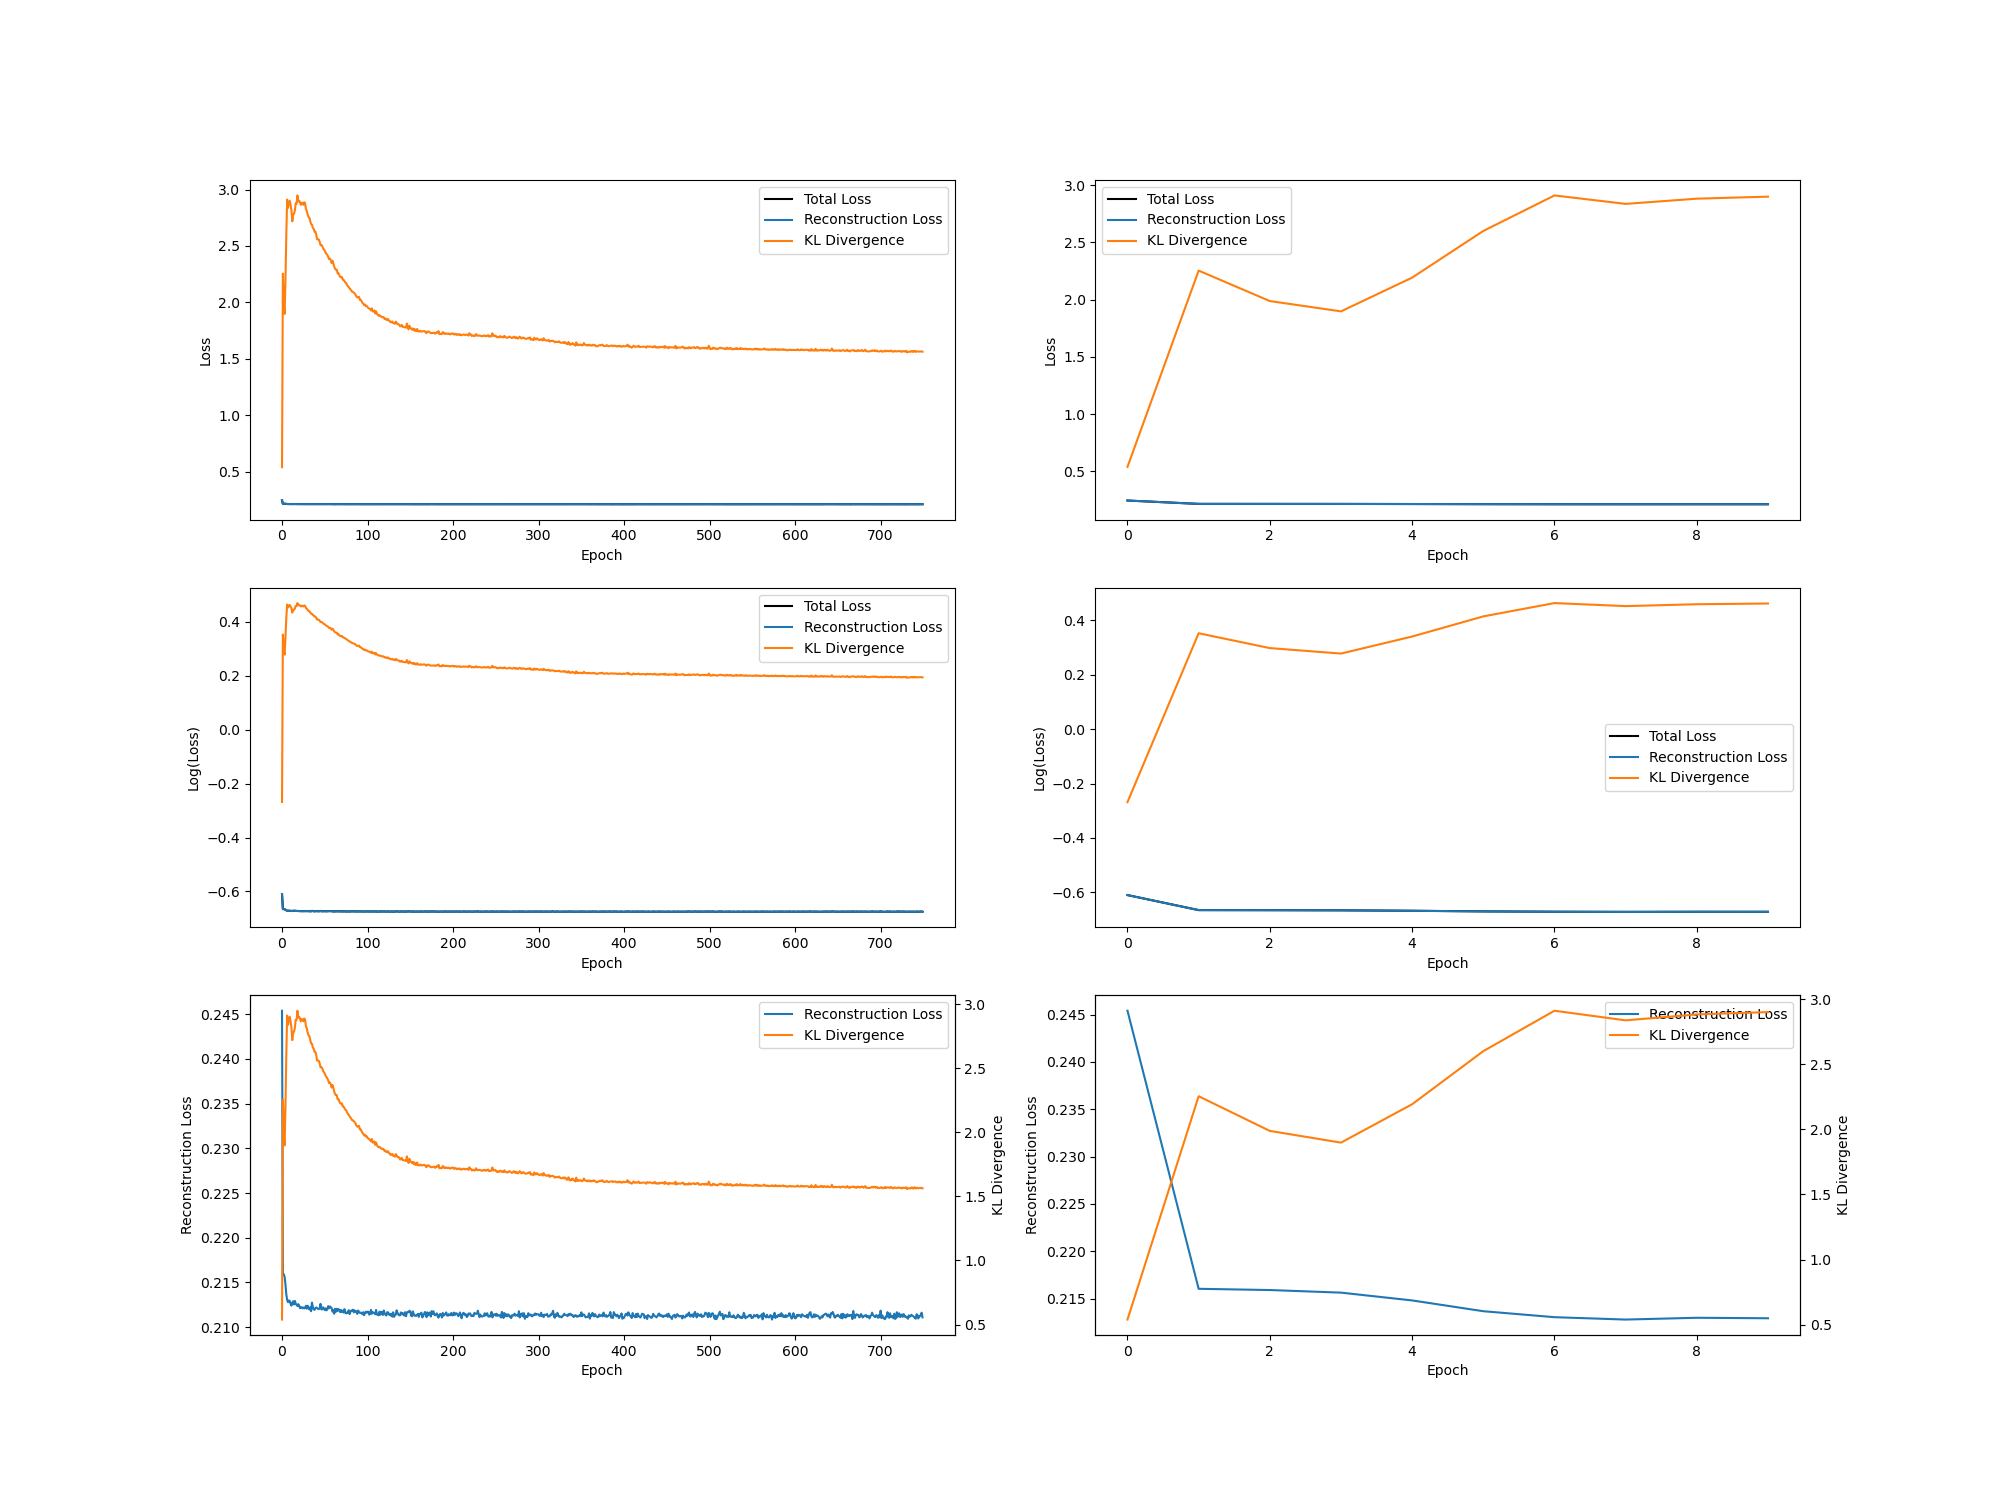 3.0
2.5
2.0
1.5
1.0
0.5
Loss
0 100 200 300 400 500 600 700
Epoch
Total Loss
Reconstruction Loss
KL Divergence
3.0
2.5
2.0
1.5
1.0
0.5
Loss
0 2 4 6 8
Epoch
Total Loss
Reconstruction Loss
KL Divergence
0.4
0.2
0.0
−0.2
−0.4
−0.6
Log(Loss)
0 100 200 300 400 500 600 700
Epoch
Total Loss
Reconstruction Loss
KL Divergence
0.4
0.2
0.0
−0.2
−0.4
−0.6
Log(Loss)
0 2 4 6 8
Epoch
Total Loss
Reconstruction Loss
KL Divergence
0.245
0.240
0.235
0.230
0.225
0.220
0.215
0.210
Reconstruction Loss
0 100 200 300 400 500 600 700
Epoch
Reconstruction Loss
KL Divergence
3.0
2.5
2.0
1.5
1.0
0.5
KL Divergence
0.245
0.240
0.235
0.230
0.225
0.220
0.215
Reconstruction Loss
0 2 4 6 8
Epoch
Reconstruction Loss
KL Divergence
3.0
2.5
2.0
1.5
1.0
0.5
KL Divergence